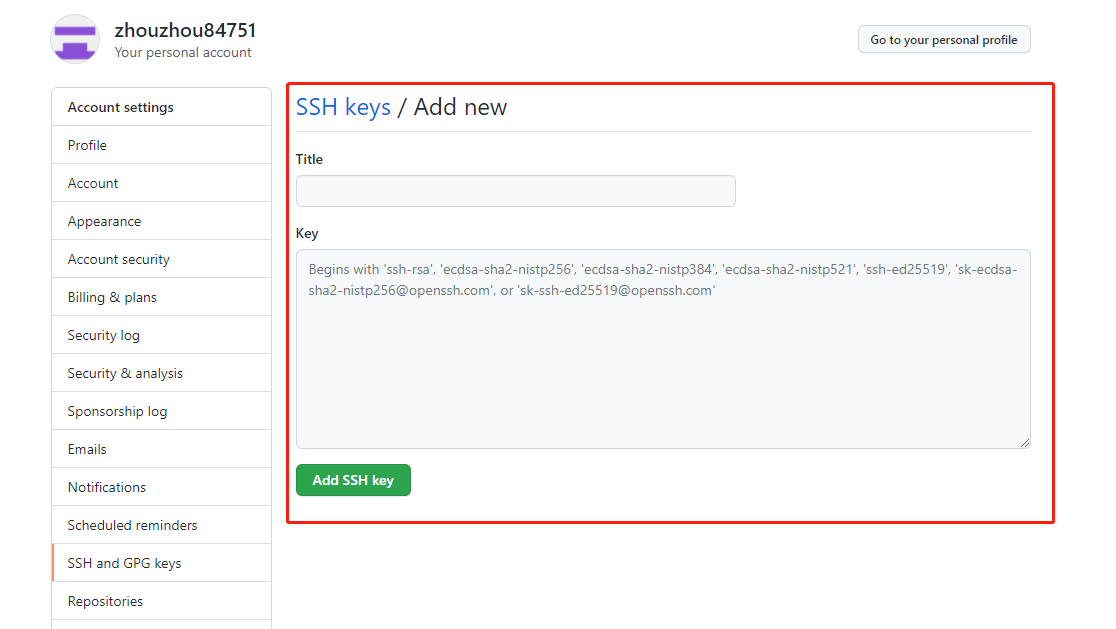 zhouzhou84751
Your personal account
Go to your personal profile
Account settings
Profile
Account
Appearance
Account security
Billing & plans
Security log
Security & analysis
Sponsorship log
Emails
Notifications
Scheduled reminders
SSH and GPG keys
Repositories
SSH keys / Add new
Title
Key
Begins with 'ssh-rsa', 'ecdsa-sha2-nistp256', 'ecdsa-sha2-nistp384', 'ecdsa-sha2-nistp521', 'ssh-ed25519', 'sk-ecdsa-
sha2-nistp256@openssh.com', or 'sk-ssh-ed25519@openssh.com'
Add SSH key